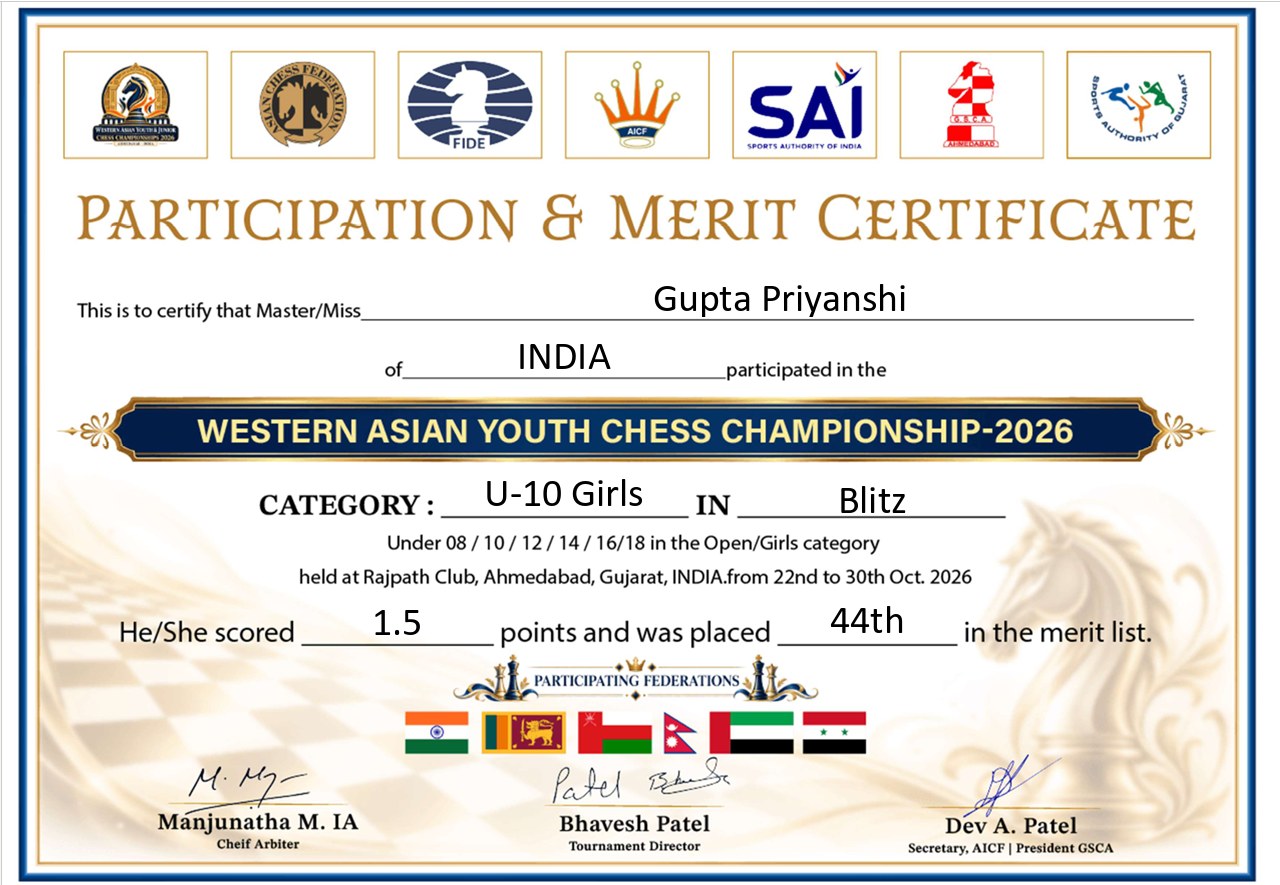 WESTERN ASIAN YOUTH & JUNIOR
CHESS CHAMPIONSHIPS 2026
AHMEDABAD - INDIA
ASIAN CHESS FEDERATION
FIDE
AICF
SAI
SPORTS AUTHORITY OF INDIA
G.S.C.A.
AHMEDABAD
SPORTS AUTHORITY OF GUJARAT
PARTICIPATION & MERIT CERTIFICATE
This is to certify that Master/Miss Gupta Priyanshi
of INDIA participated in the
WESTERN ASIAN YOUTH CHESS CHAMPIONSHIP-2026
CATEGORY : U-10 Girls IN Blitz
Under 08 / 10 / 12 / 14 / 16/18 in the Open/Girls category
held at Rajpath Club, Ahmedabad, Gujarat, INDIA.from 22nd to 30th Oct. 2026
He/She scored 1.5 points and was placed 44th in the merit list.
PARTICIPATING FEDERATIONS
Patel
Manjunatha M. IA
Cheif Arbiter
Bhavesh Patel
Tournament Director
Dev A. Patel
Secretary, AICF | President GSCA